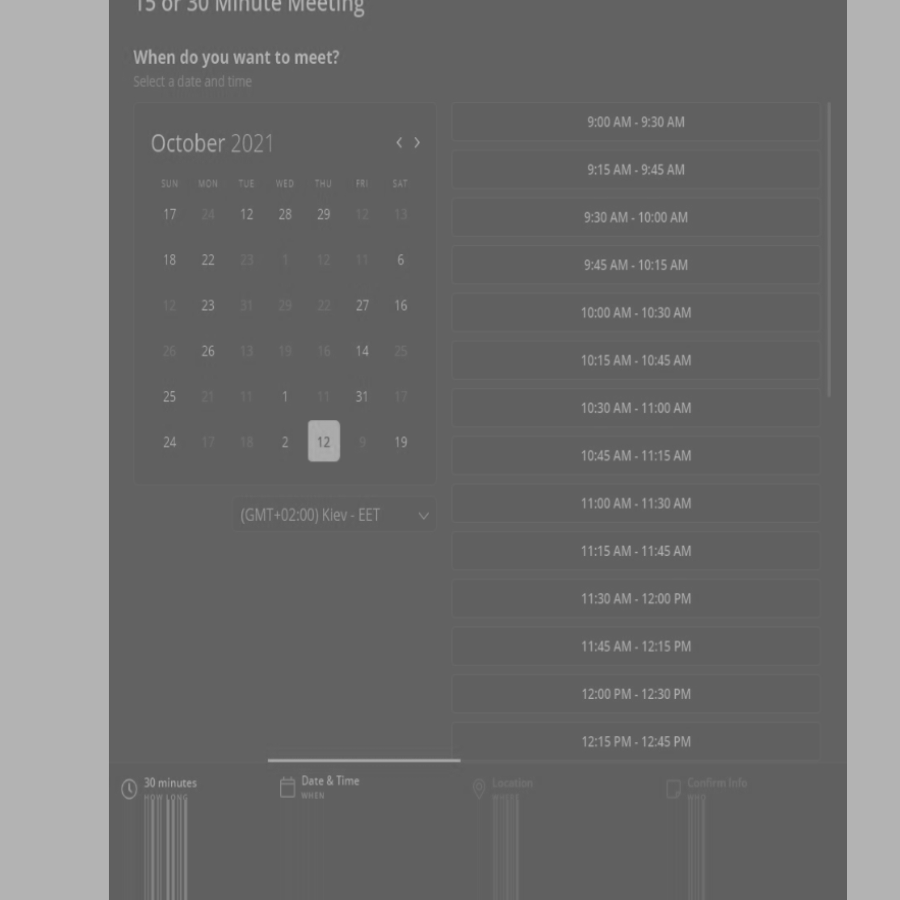 15 or 30 Minute Meeting
When do you want to meet?
Select a date and time
October 2021
SUN MON TUE WED THU FRI SAT
17 24 12 28 29 12 13
18 22 23 1 12 11 6
12 23 31 29 22 27 16
26 26 13 19 16 14 25
25 21 11 1 11 31 17
24 17 18 2 12 9 19
(GMT+02:00) Kiev - EET
9:00 AM - 9:30 AM
9:15 AM - 9:45 AM
9:30 AM - 10:00 AM
9:45 AM - 10:15 AM
10:00 AM - 10:30 AM
10:15 AM - 10:45 AM
10:30 AM - 11:00 AM
10:45 AM - 11:15 AM
11:00 AM - 11:30 AM
11:15 AM - 11:45 AM
11:30 AM - 12:00 PM
11:45 AM - 12:15 PM
12:00 PM - 12:30 PM
12:15 PM - 12:45 PM
30 minutes
HOW LONG
Date & Time
WHEN
Location
WHERE
Confirm Info
WHO